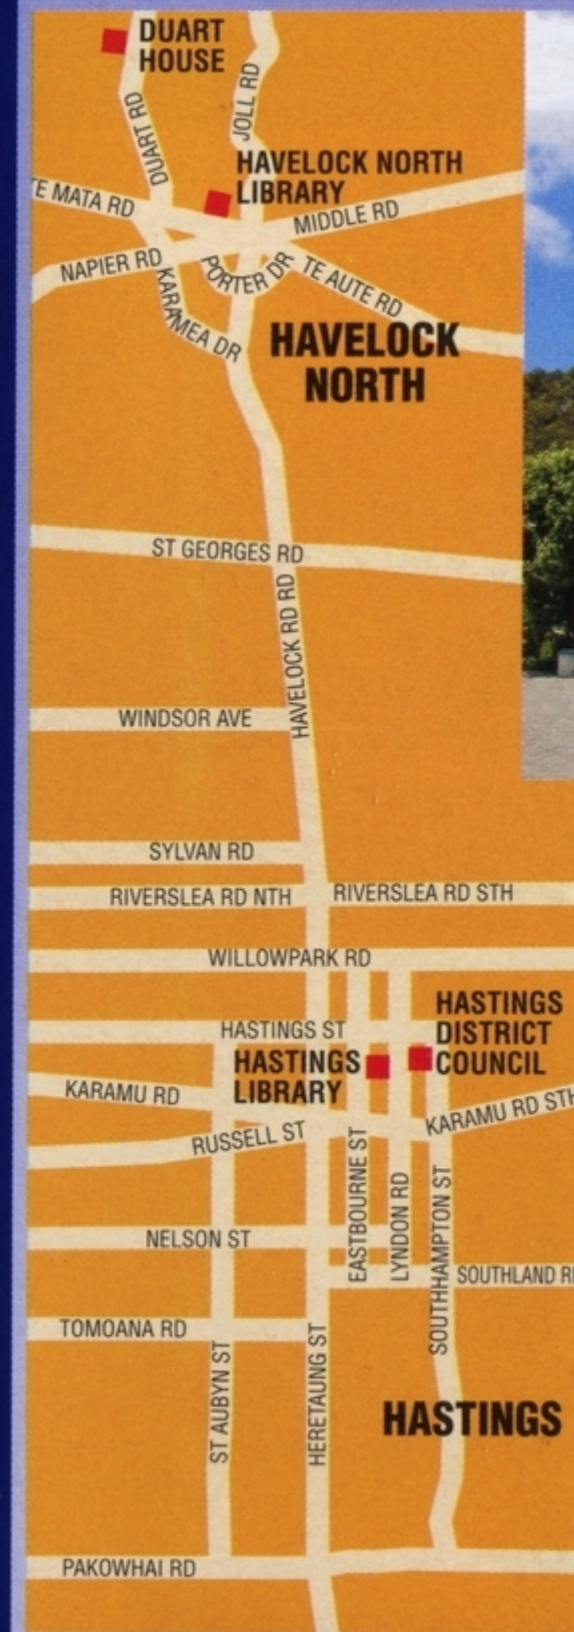 DUART
HOUSE
DUART RD
JOLL RD
HAVELOCK NORTH
LIBRARY
TE MATA RD
MIDDLE RD
NAPIER RD
KARAMEA DR
PORTER DR
TE AUTE RD
HAVELOCK
NORTH
ST GEORGES RD
HAVELOCK RD RD
WINDSOR AVE
SYLVAN RD
RIVERSLEA RD NTH
RIVERSLEA RD STH
WILLOWPARK RD
HASTINGS ST
HASTINGS
DISTRICT
COUNCIL
HASTINGS
LIBRARY
KARAMU RD
KARAMU RD STH
RUSSELL ST
EASTBOURNE ST
LYNDON RD
SOUTHHAMPTON ST
NELSON ST
SOUTHLAND R
TOMOANA RD
ST AUBYN ST
HERETAUNG ST
HASTINGS
PAKOWHAI RD